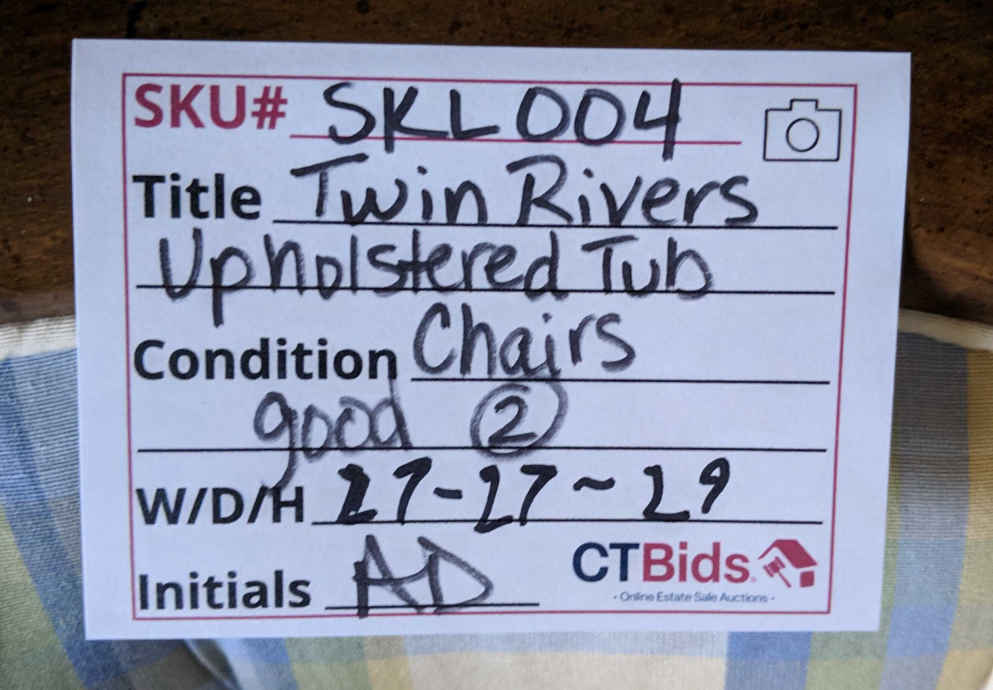 SKU# SKL004
Title Twin Rivers
Upholstered Tub
Condition Chairs
good 2
W/D/H 27-27~29
Initials AD
CTBids
- Online Estate Sale Auctions -